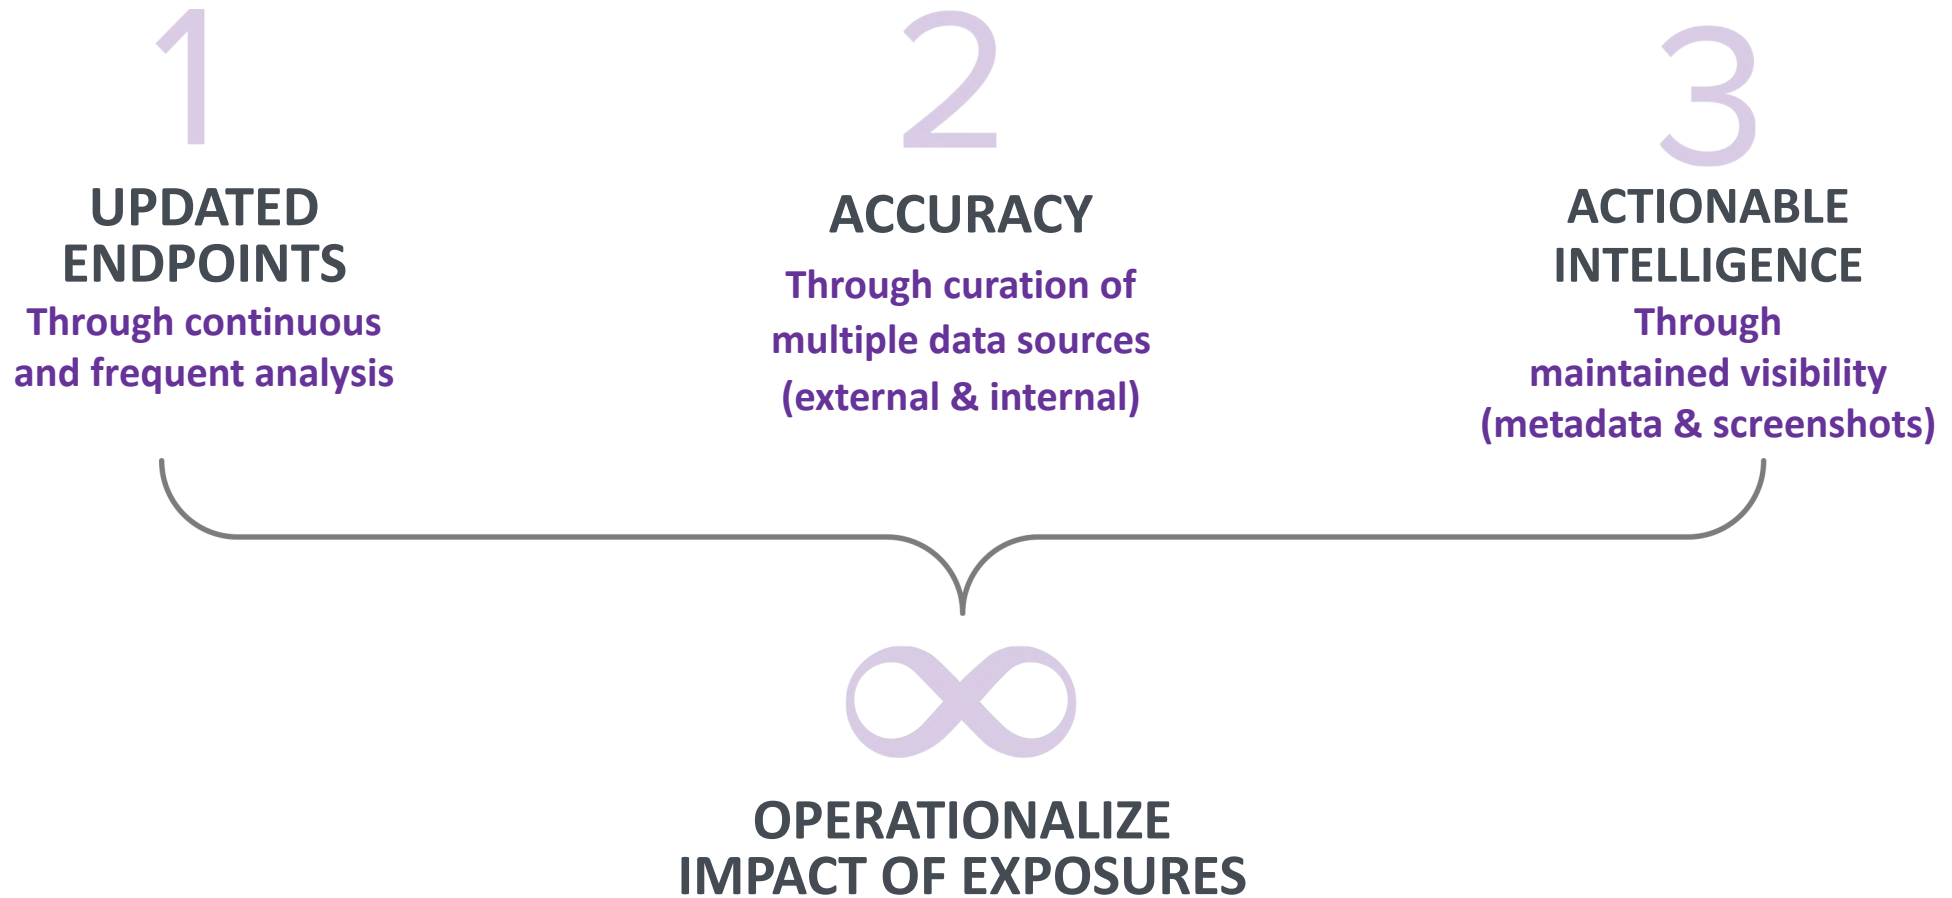 1
UPDATED
ENDPOINTS
Through continuous
and frequent analysis
2
ACCURACY
Through curation of
multiple data sources
(external & internal)
3
ACTIONABLE
INTELLIGENCE
Through
maintained visibility
(metadata & screenshots)
∞
OPERATIONALIZE
IMPACT OF EXPOSURES